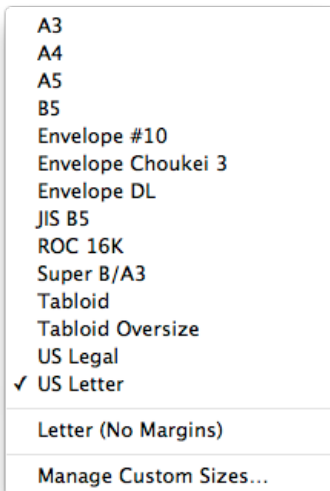 A3
A4
A5
B5
Envelope #10
Envelope Choukei 3
Envelope DL
JIS B5
ROC 16K
Super B/A3
Tabloid
Tabloid Oversize
US Legal
✓ US Letter
Letter (No Margins)
Manage Custom Sizes...